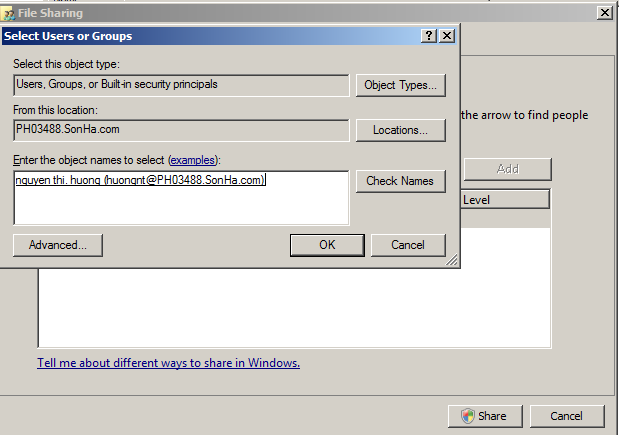 File Sharing
Select Users or Groups
Select this object type:
Users, Groups, or Built-in security principals
Object Types...
From this location:
PH03488.SonHa.com
Locations...
the arrow to find people
Enter the object names to select (examples):
nguyen thi. huong (huongnt@PH03488.SonHa.com)
Check Names
Add
Level
Advanced...
OK
Cancel
Tell me about different ways to share in Windows.
Share
Cancel